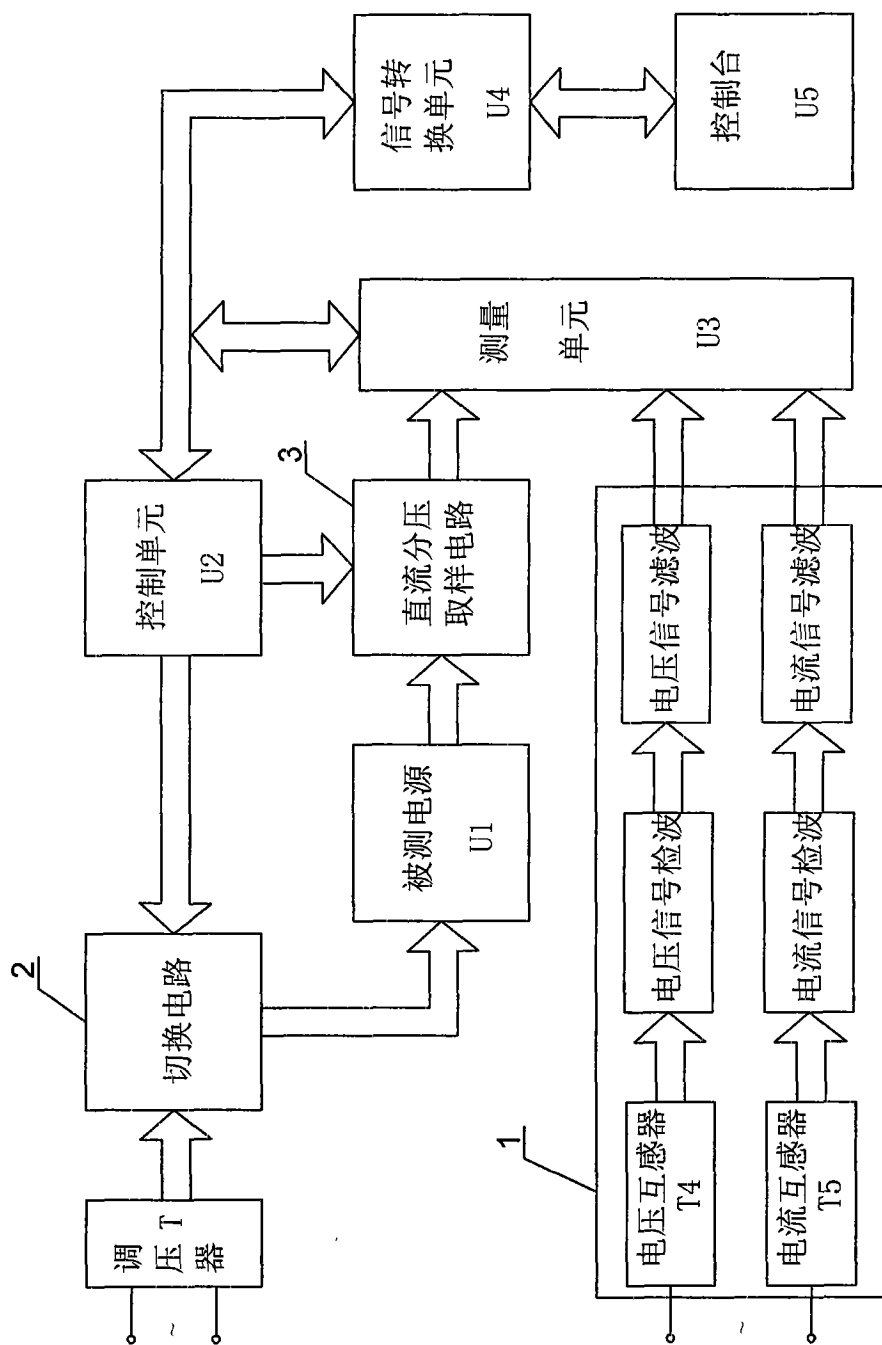 调压器 T
~
2
切换电路
控制单元
U2
信号转
换单元
U4
控制台
U5
被测电源
U1
3
直流分压
取样电路
测量
单元
U3
1
电压互感器
T4
电压信号检波
电压信号滤波
电流互感器
T5
电流信号检波
电流信号滤波
~